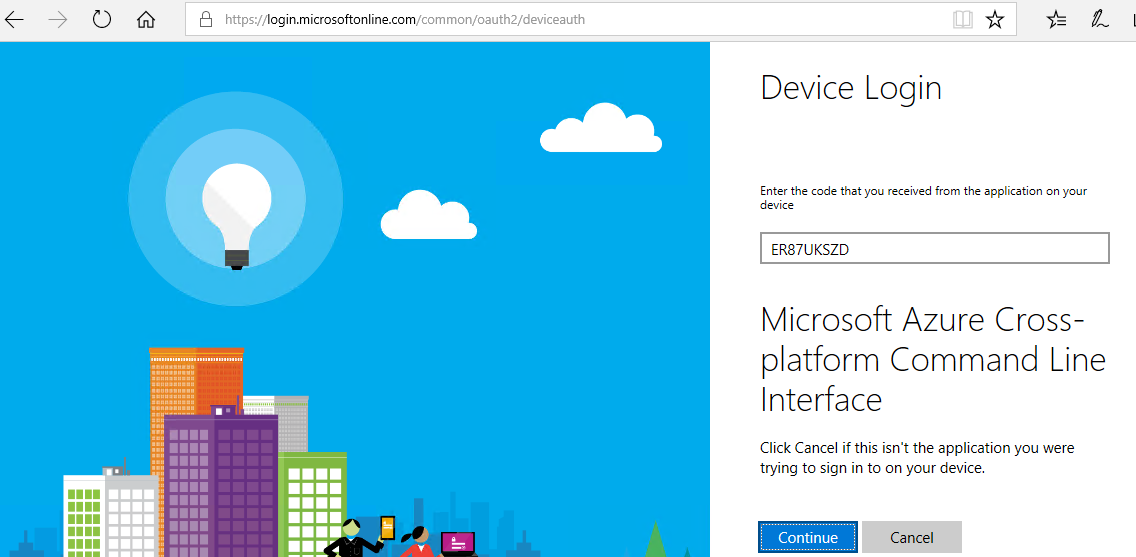 https://login.microsoftonline.com/common/oauth2/deviceauth
Device Login
Enter the code that you received from the application on your
device
ER87UKSZD
Microsoft Azure Cross-
platform Command Line
Interface
Click Cancel if this isn't the application you were
trying to sign in to on your device.
Continue Cancel